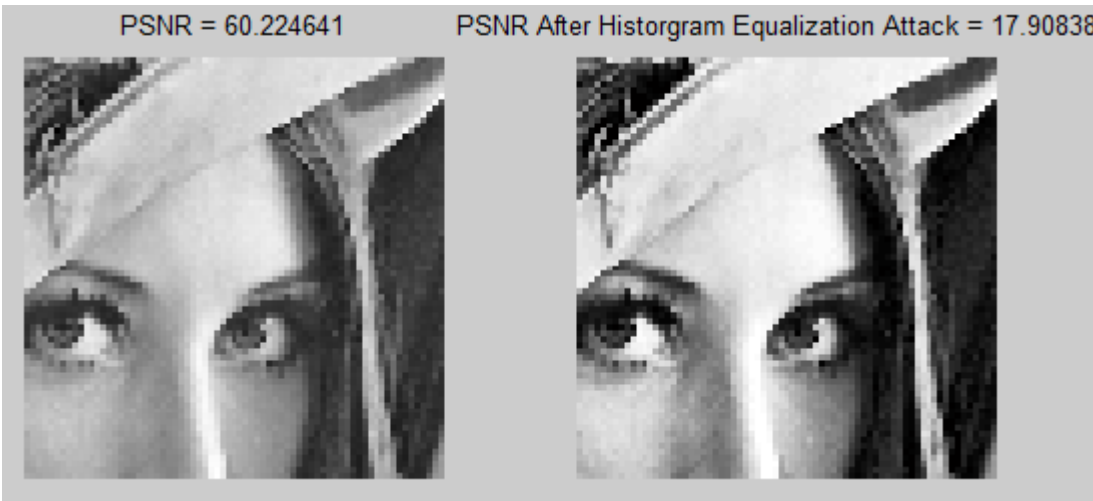 PSNR = 60.224641
PSNR After Historgram Equalization Attack = 17.90838